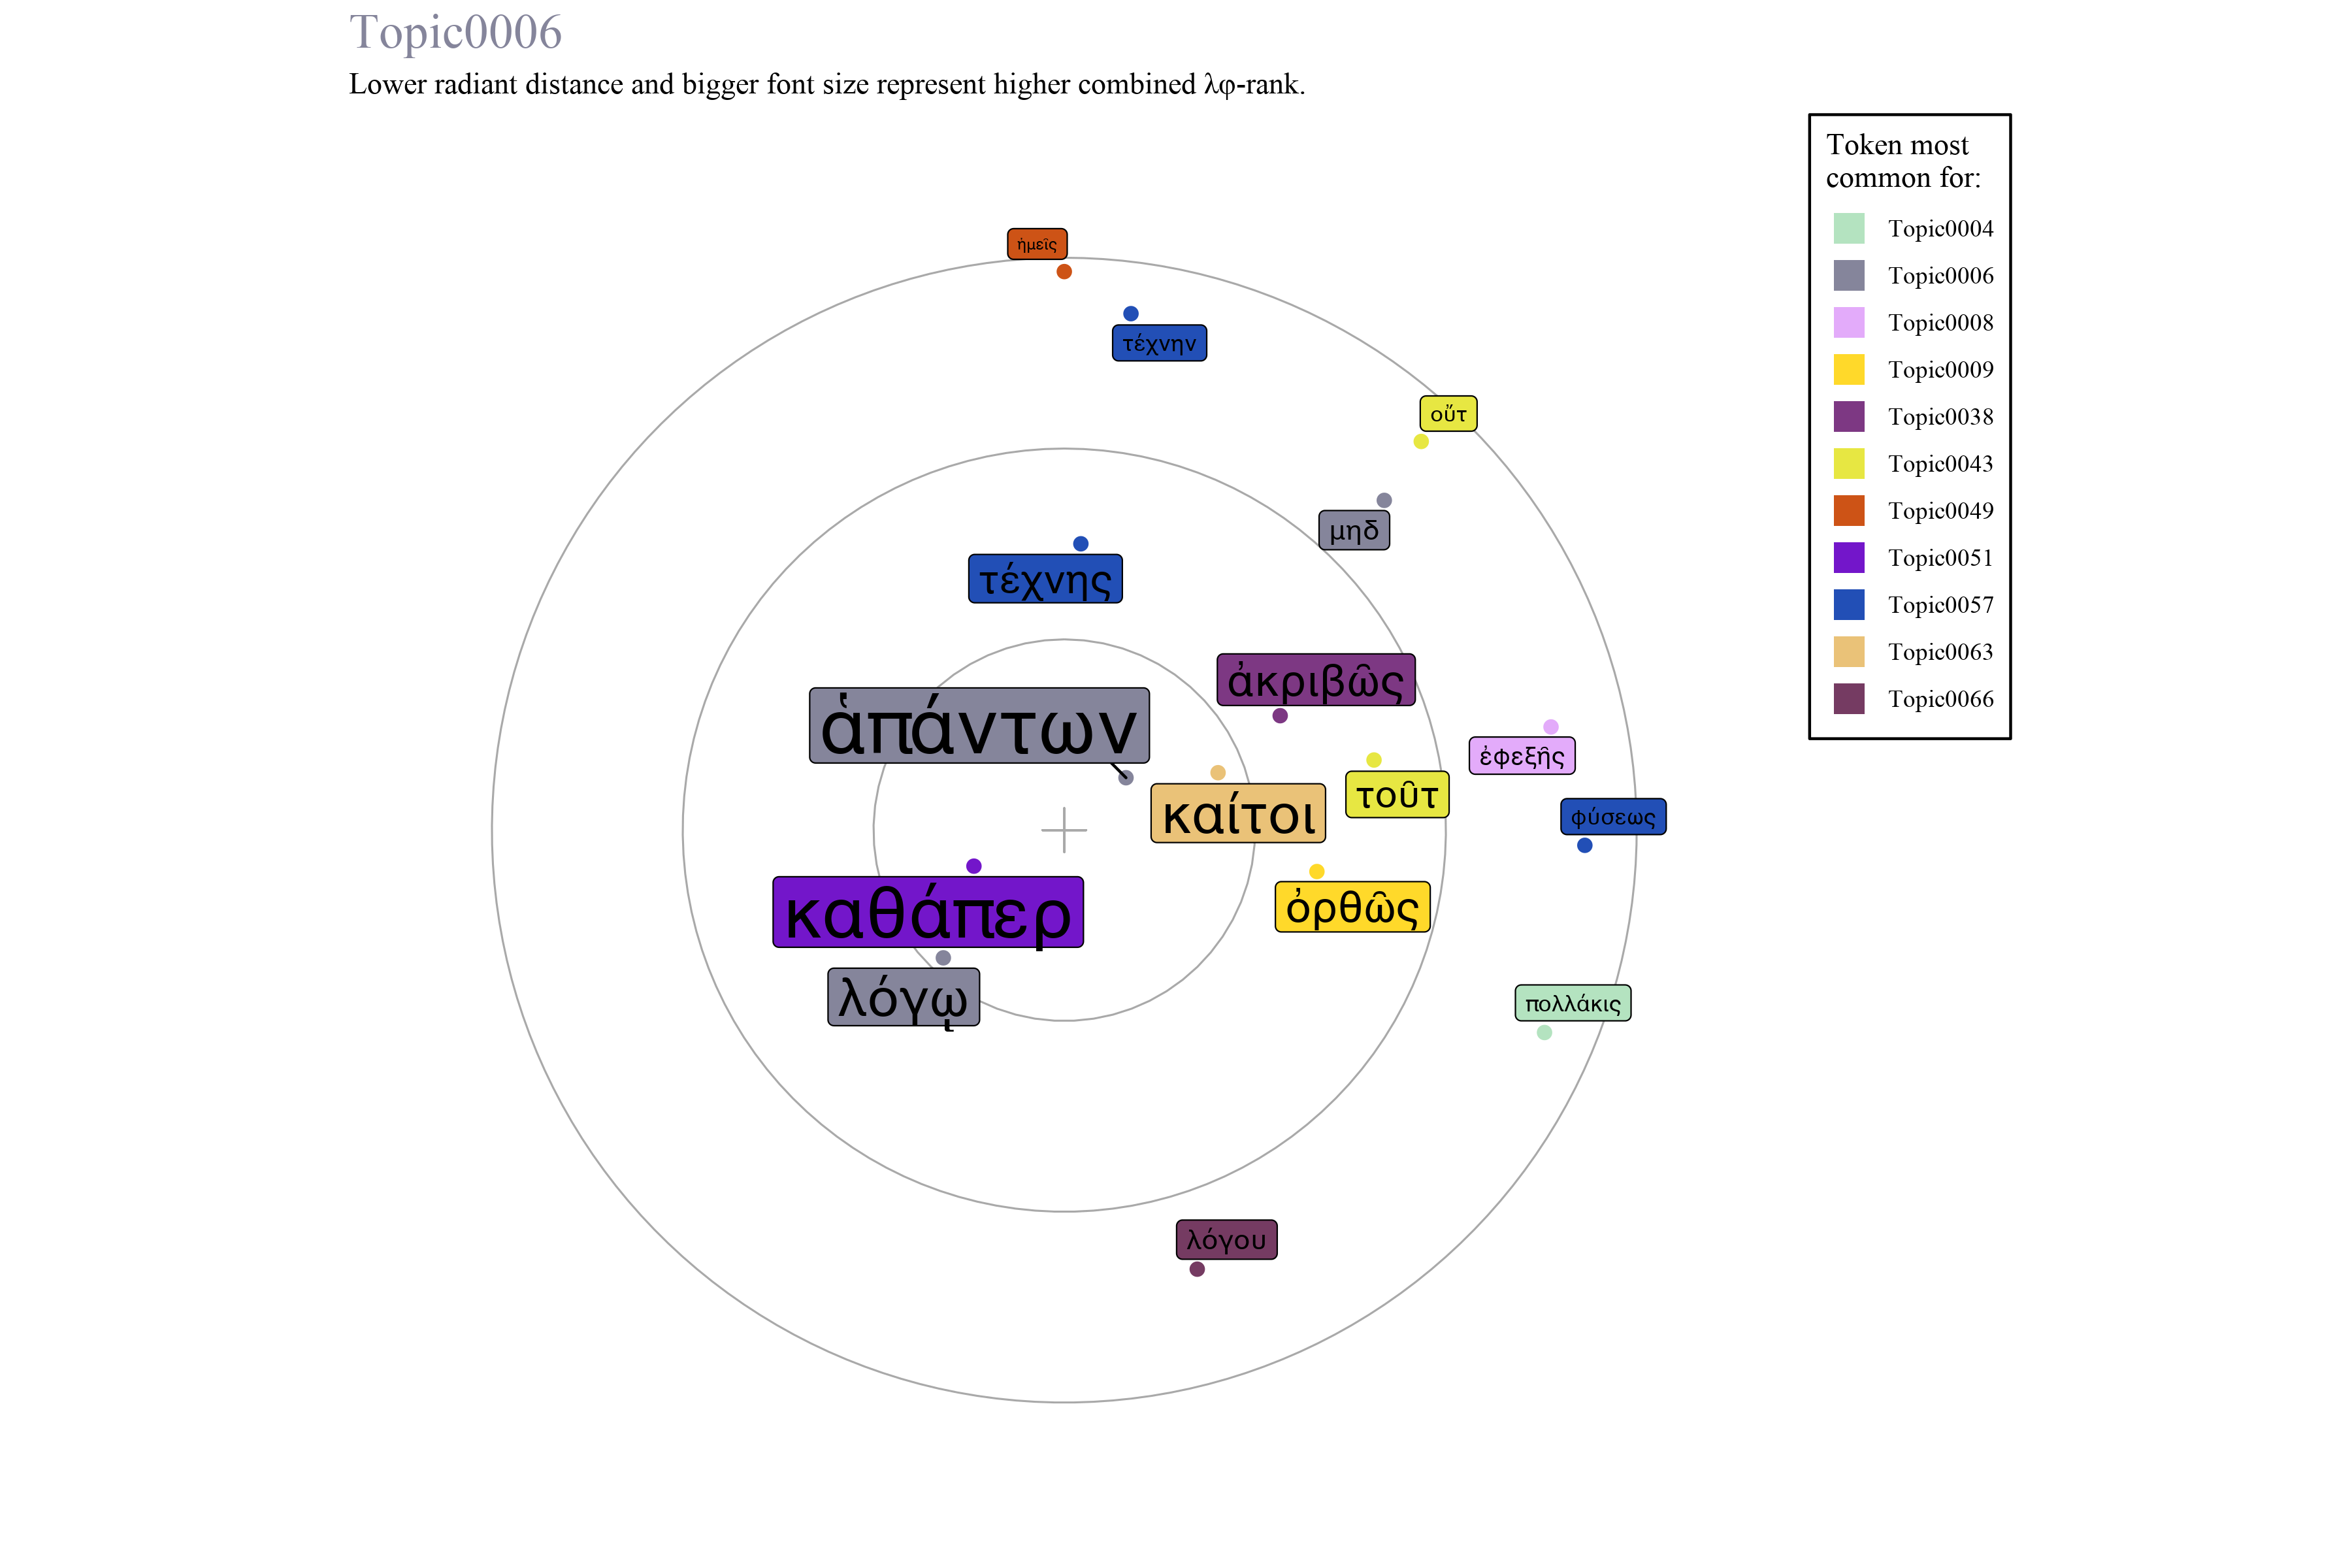 Topic0006
Lower radiant distance and bigger font size represent higher combined λφ-rank.
Token most
common for:
Topic0004
Topic0006
Topic0008
Topic0009
Topic0038
Topic0043
Topic0049
Topic0051
Topic0057
Topic0063
Topic0066
ἡμεῖς
τέχνην
οὔτ
μηδ
τέχνης
ἀκριβῶς
ἁπάντων
ἐφεξῆς
τοῦτ
καίτοι
φύσεως
ὀρθῶς
καθάπερ
λόγῳ
πολλάκις
λόγου